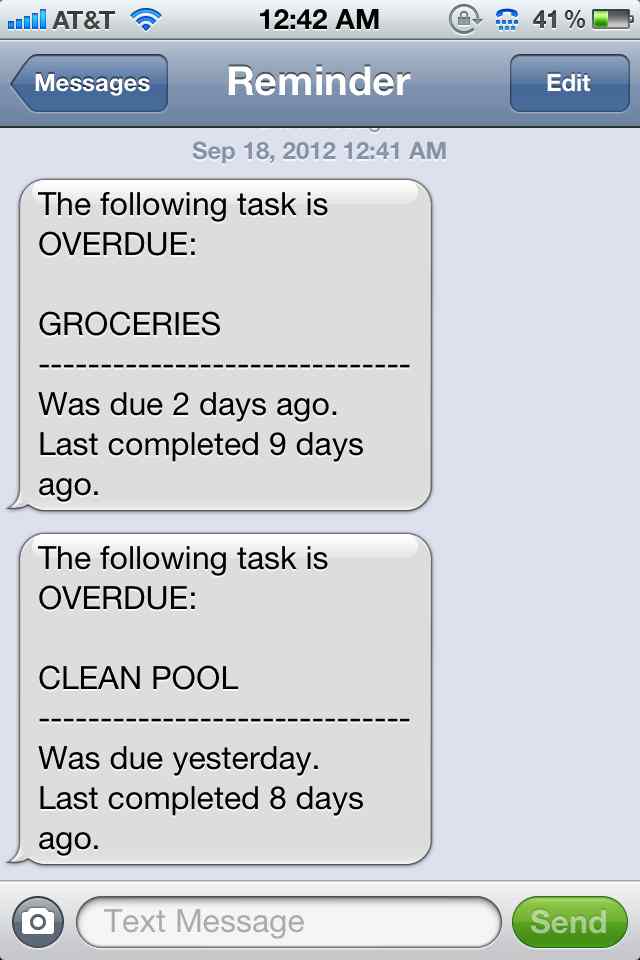 AT&T 12:42 AM 41 %
Messages Reminder Edit
Sep 18, 2012 12:41 AM
The following task is
OVERDUE:
GROCERIES
------------------------------
Was due 2 days ago.
Last completed 9 days
ago.
The following task is
OVERDUE:
CLEAN POOL
------------------------------
Was due yesterday.
Last completed 8 days
ago.
Text Message Send